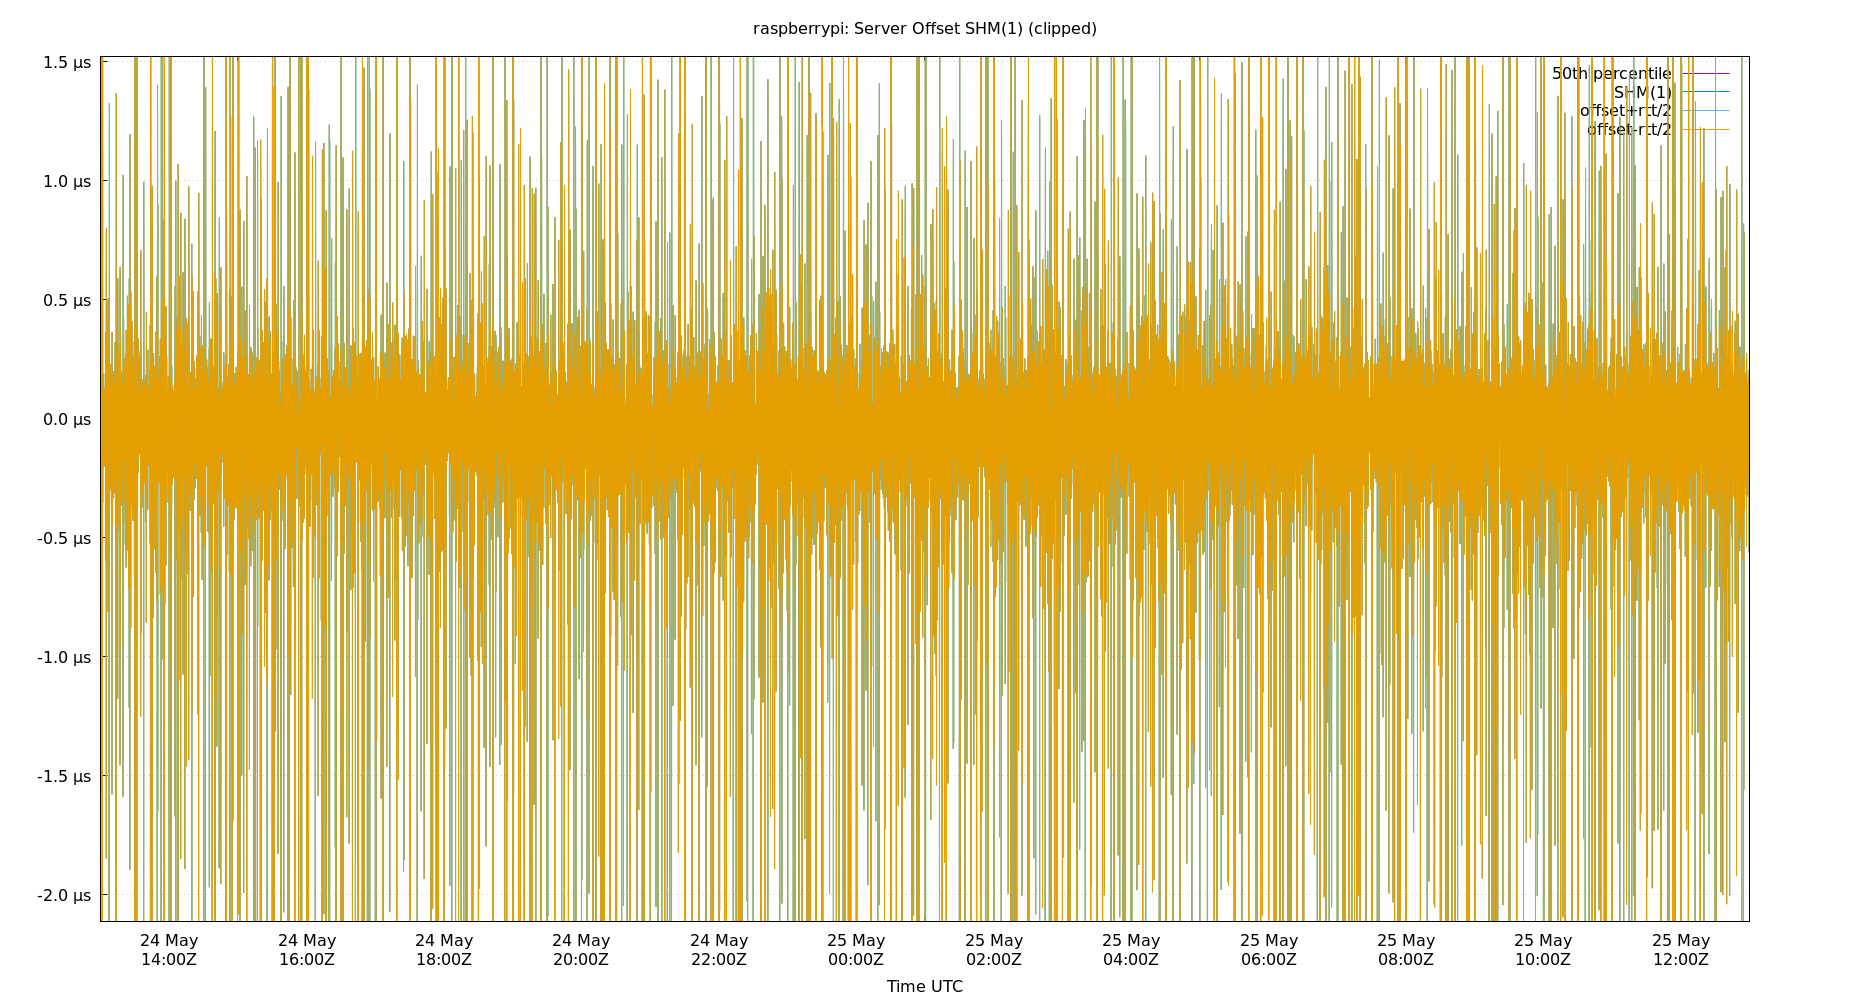 raspberrypi: Server Offset SHM(1) (clipped)
1.5 μs
1.0 μs
0.5 μs
0.0 μs
-0.5 μs
-1.0 μs
-1.5 μs
-2.0 μs
50th percentile
SHM(1)
offset+rtt/2
offset-rtt/2
24 May 24 May 24 May 24 May 24 May 25 May 25 May 25 May 25 May 25 May 25 May 25 May
14:00Z 16:00Z 18:00Z 20:00Z 22:00Z 00:00Z 02:00Z 04:00Z 06:00Z 08:00Z 10:00Z 12:00Z
Time UTC